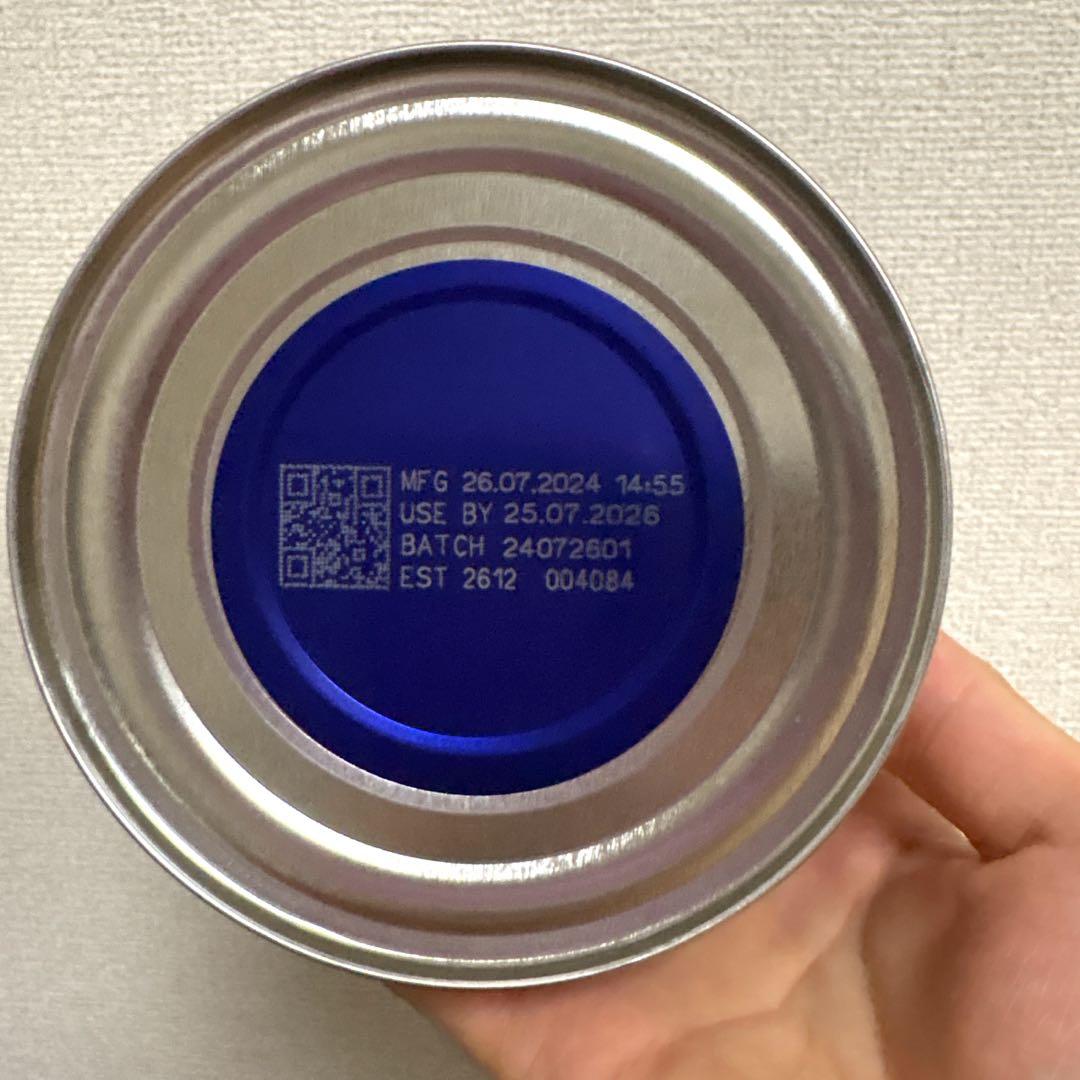 MFG 26.07.2024 14:55
USE BY 25.07.2026
BATCH 24072601
EST 2612 004084